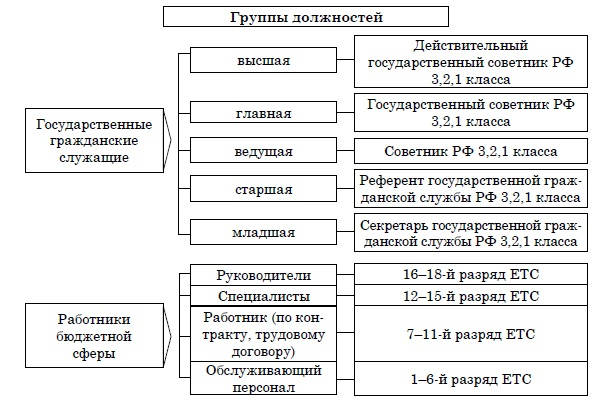 Группы должностей
Государственные
гражданские
служащие
высшая
Действительный
государственный советник РФ
3,2,1 класса
главная
Государственный советник РФ
3,2,1 класса
ведущая
Советник РФ 3,2,1 класса
старшая
Референт государственной граж-
данской службы РФ 3,2,1 класса
младшая
Секретарь государственной граж-
данской службы РФ 3,2,1 класса
Работники
бюджетной
сферы
Руководители
16–18-й разряд ЕТС
Специалисты
12–15-й разряд ЕТС
Работник (по кон-
тракту, трудовому
договору)
7–11-й разряд ЕТС
Обслуживающий
персонал
1–6-й разряд ЕТС